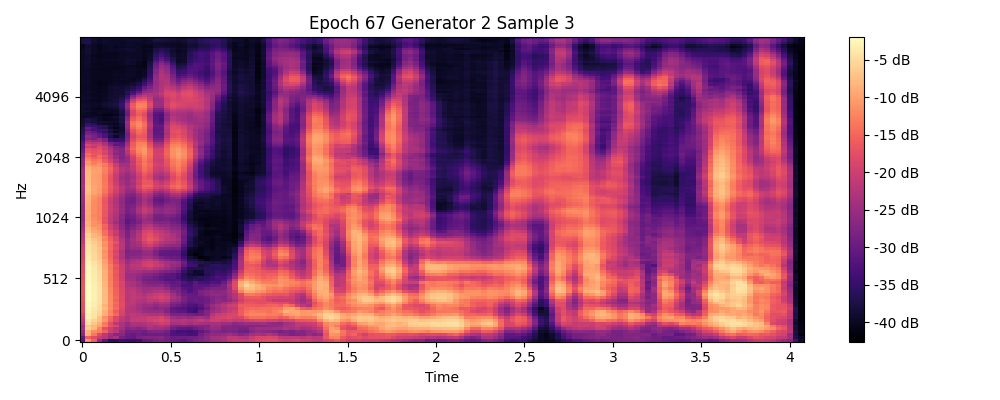 Epoch 67 Generator 2 Sample 3
Hz
4096
2048
1024
512
0
0 0.5 1 1.5 2 2.5 3 3.5 4
Time
-5 dB
-10 dB
-15 dB
-20 dB
-25 dB
-30 dB
-35 dB
-40 dB